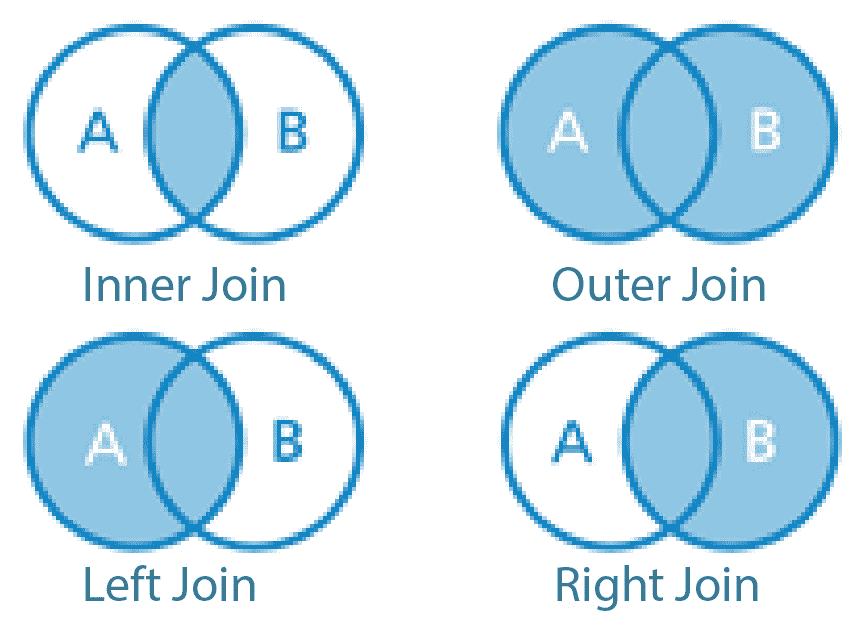 A B
Inner Join
A B
Outer Join
A B
Left Join
A B
Right Join